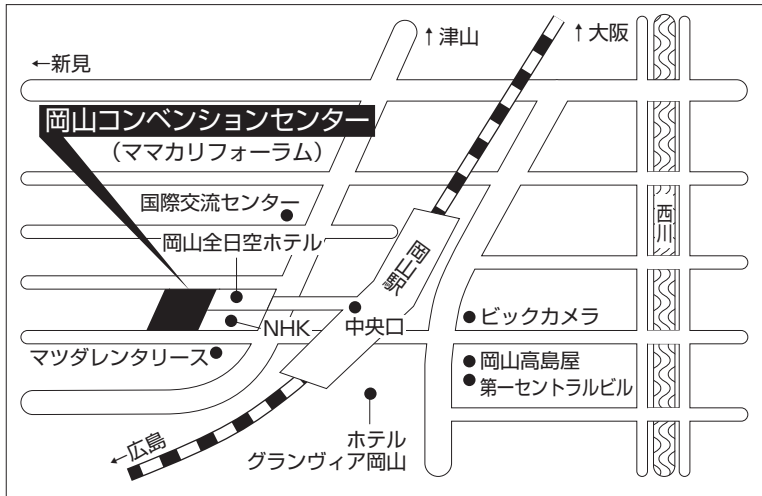 ↑津山
↑大阪
←新見
岡山コンベンションセンター
（ママカリフォーラム）
国際交流センター
西川
岡山全日空ホテル
岡山駅
NHK
中央口
ビックカメラ
マツダレンタリース
岡山高島屋
第一セントラルビル
←広島
ホテル
グランヴィア岡山